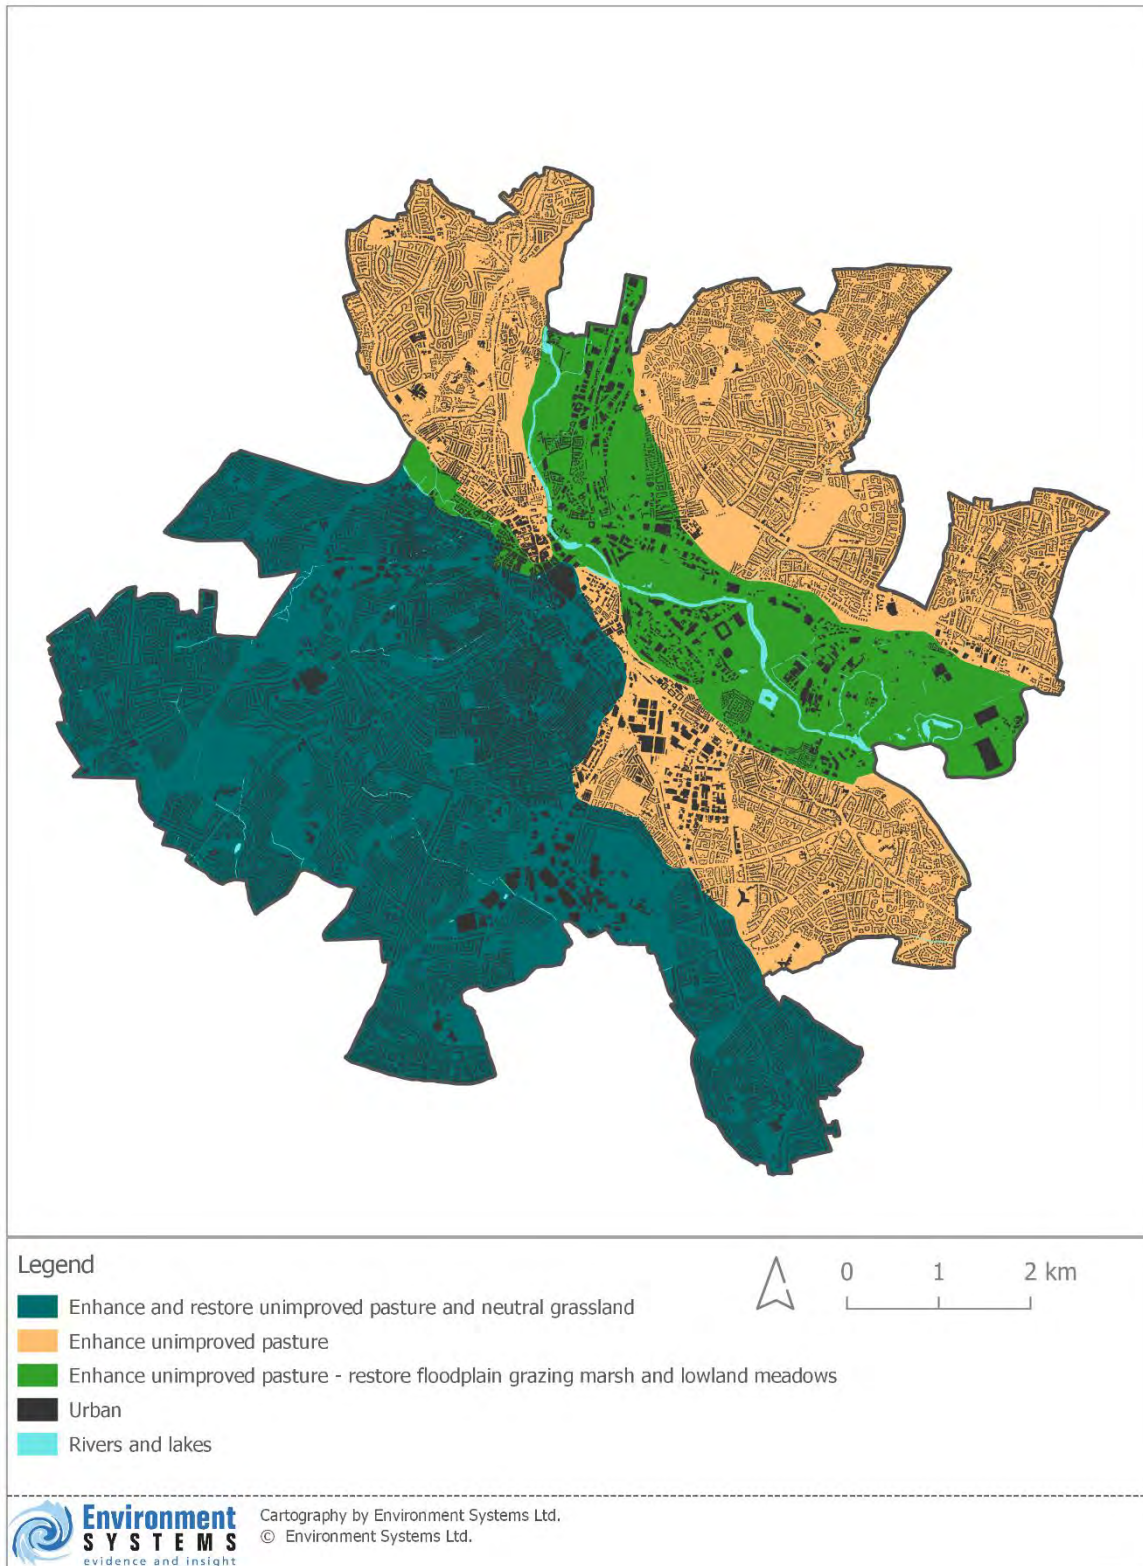 Legend
Enhance and restore unimproved pasture and neutral grassland
Enhance unimproved pasture
Enhance unimproved pasture - restore floodplain grazing marsh and lowland meadows
Urban
Rivers and lakes
0 1 2 km
Environment
SYSTEMS
evidence and insight
Cartography by Environment Systems Ltd.
© Environment Systems Ltd.